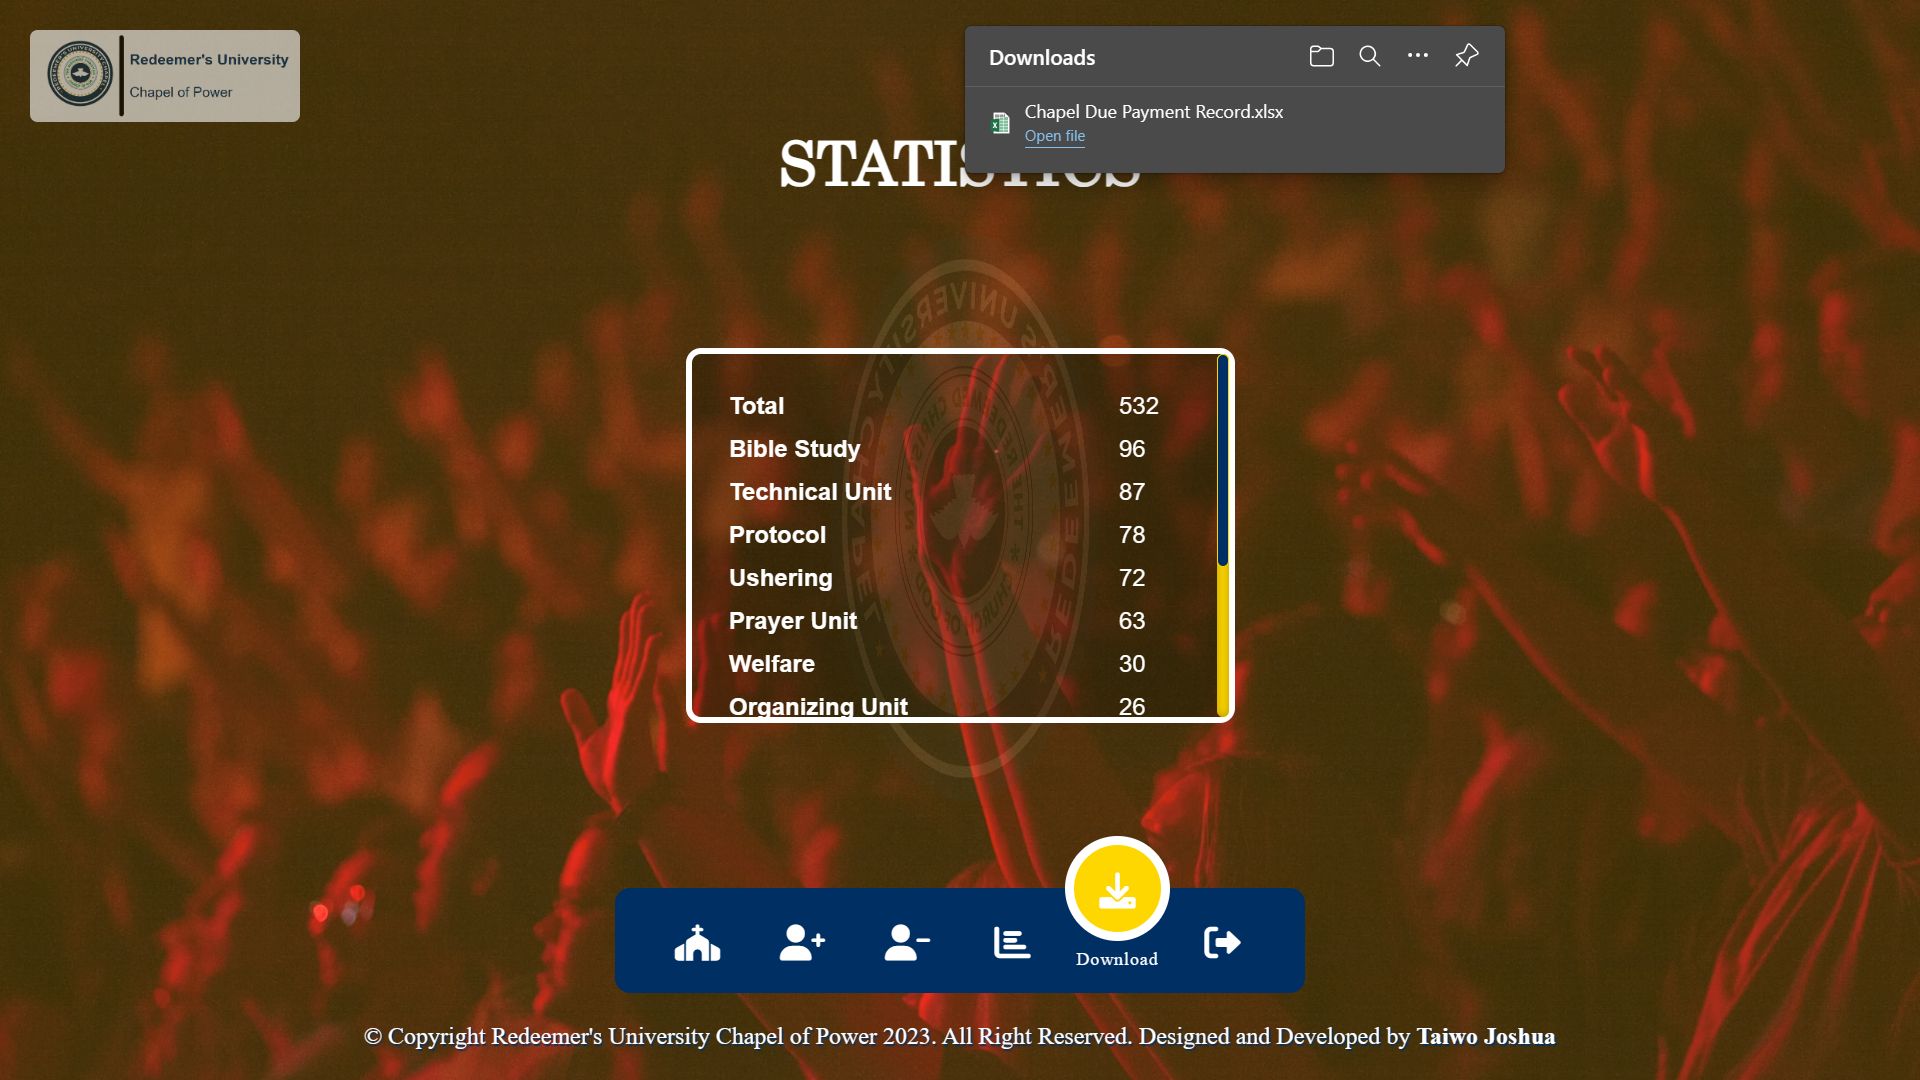 Redeemer's University
Chapel of Power
Downloads
Chapel Due Payment Record.xlsx
Open file
STATISTICS
Total 532
Bible Study 96
Technical Unit 87
Protocol 78
Ushering 72
Prayer Unit 63
Welfare 30
Organizing Unit 26
Download
© Copyright Redeemer's University Chapel of Power 2023. All Right Reserved. Designed and Developed by Taiwo Joshua